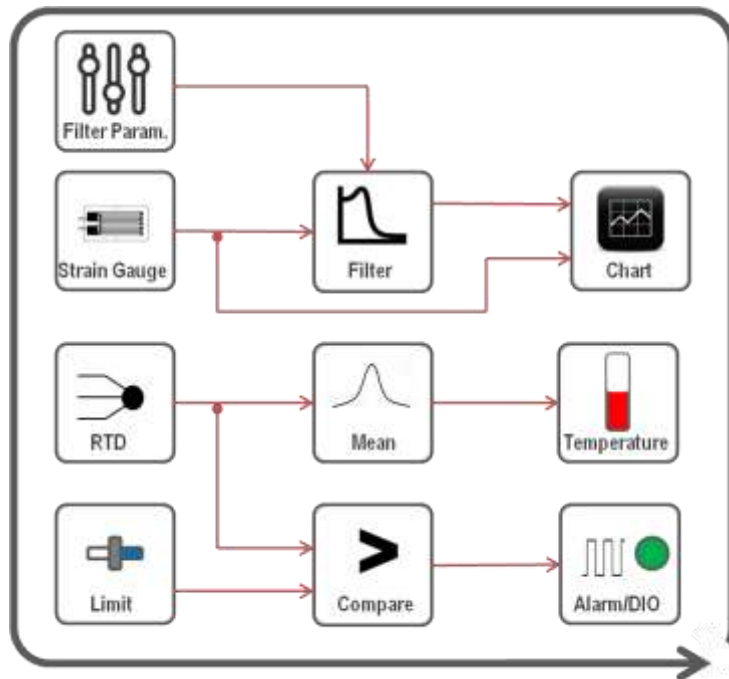 Filter Param.
Strain Gauge
Filter
Chart
RTD
Mean
Temperature
Limit
>
Compare
Alarm/DIO